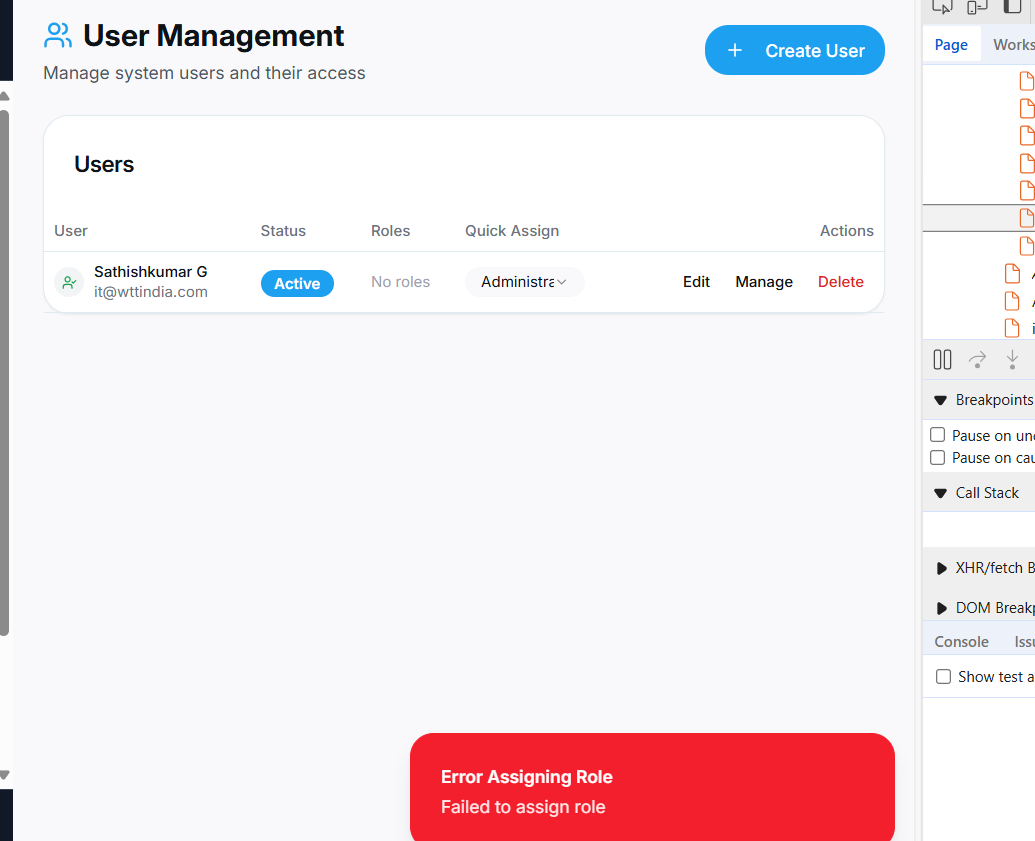 User Management
Manage system users and their access
+ Create User
Users
User Status Roles Quick Assign Actions
Sathishkumar G
it@wttindia.com
Active No roles Administra Edit Manage Delete
Error Assigning Role
Failed to assign role
Page Works
Breakpoints
Pause on un
Pause on cau
Call Stack
XHR/fetch B
DOM Breakp
Console Issu
Show test a